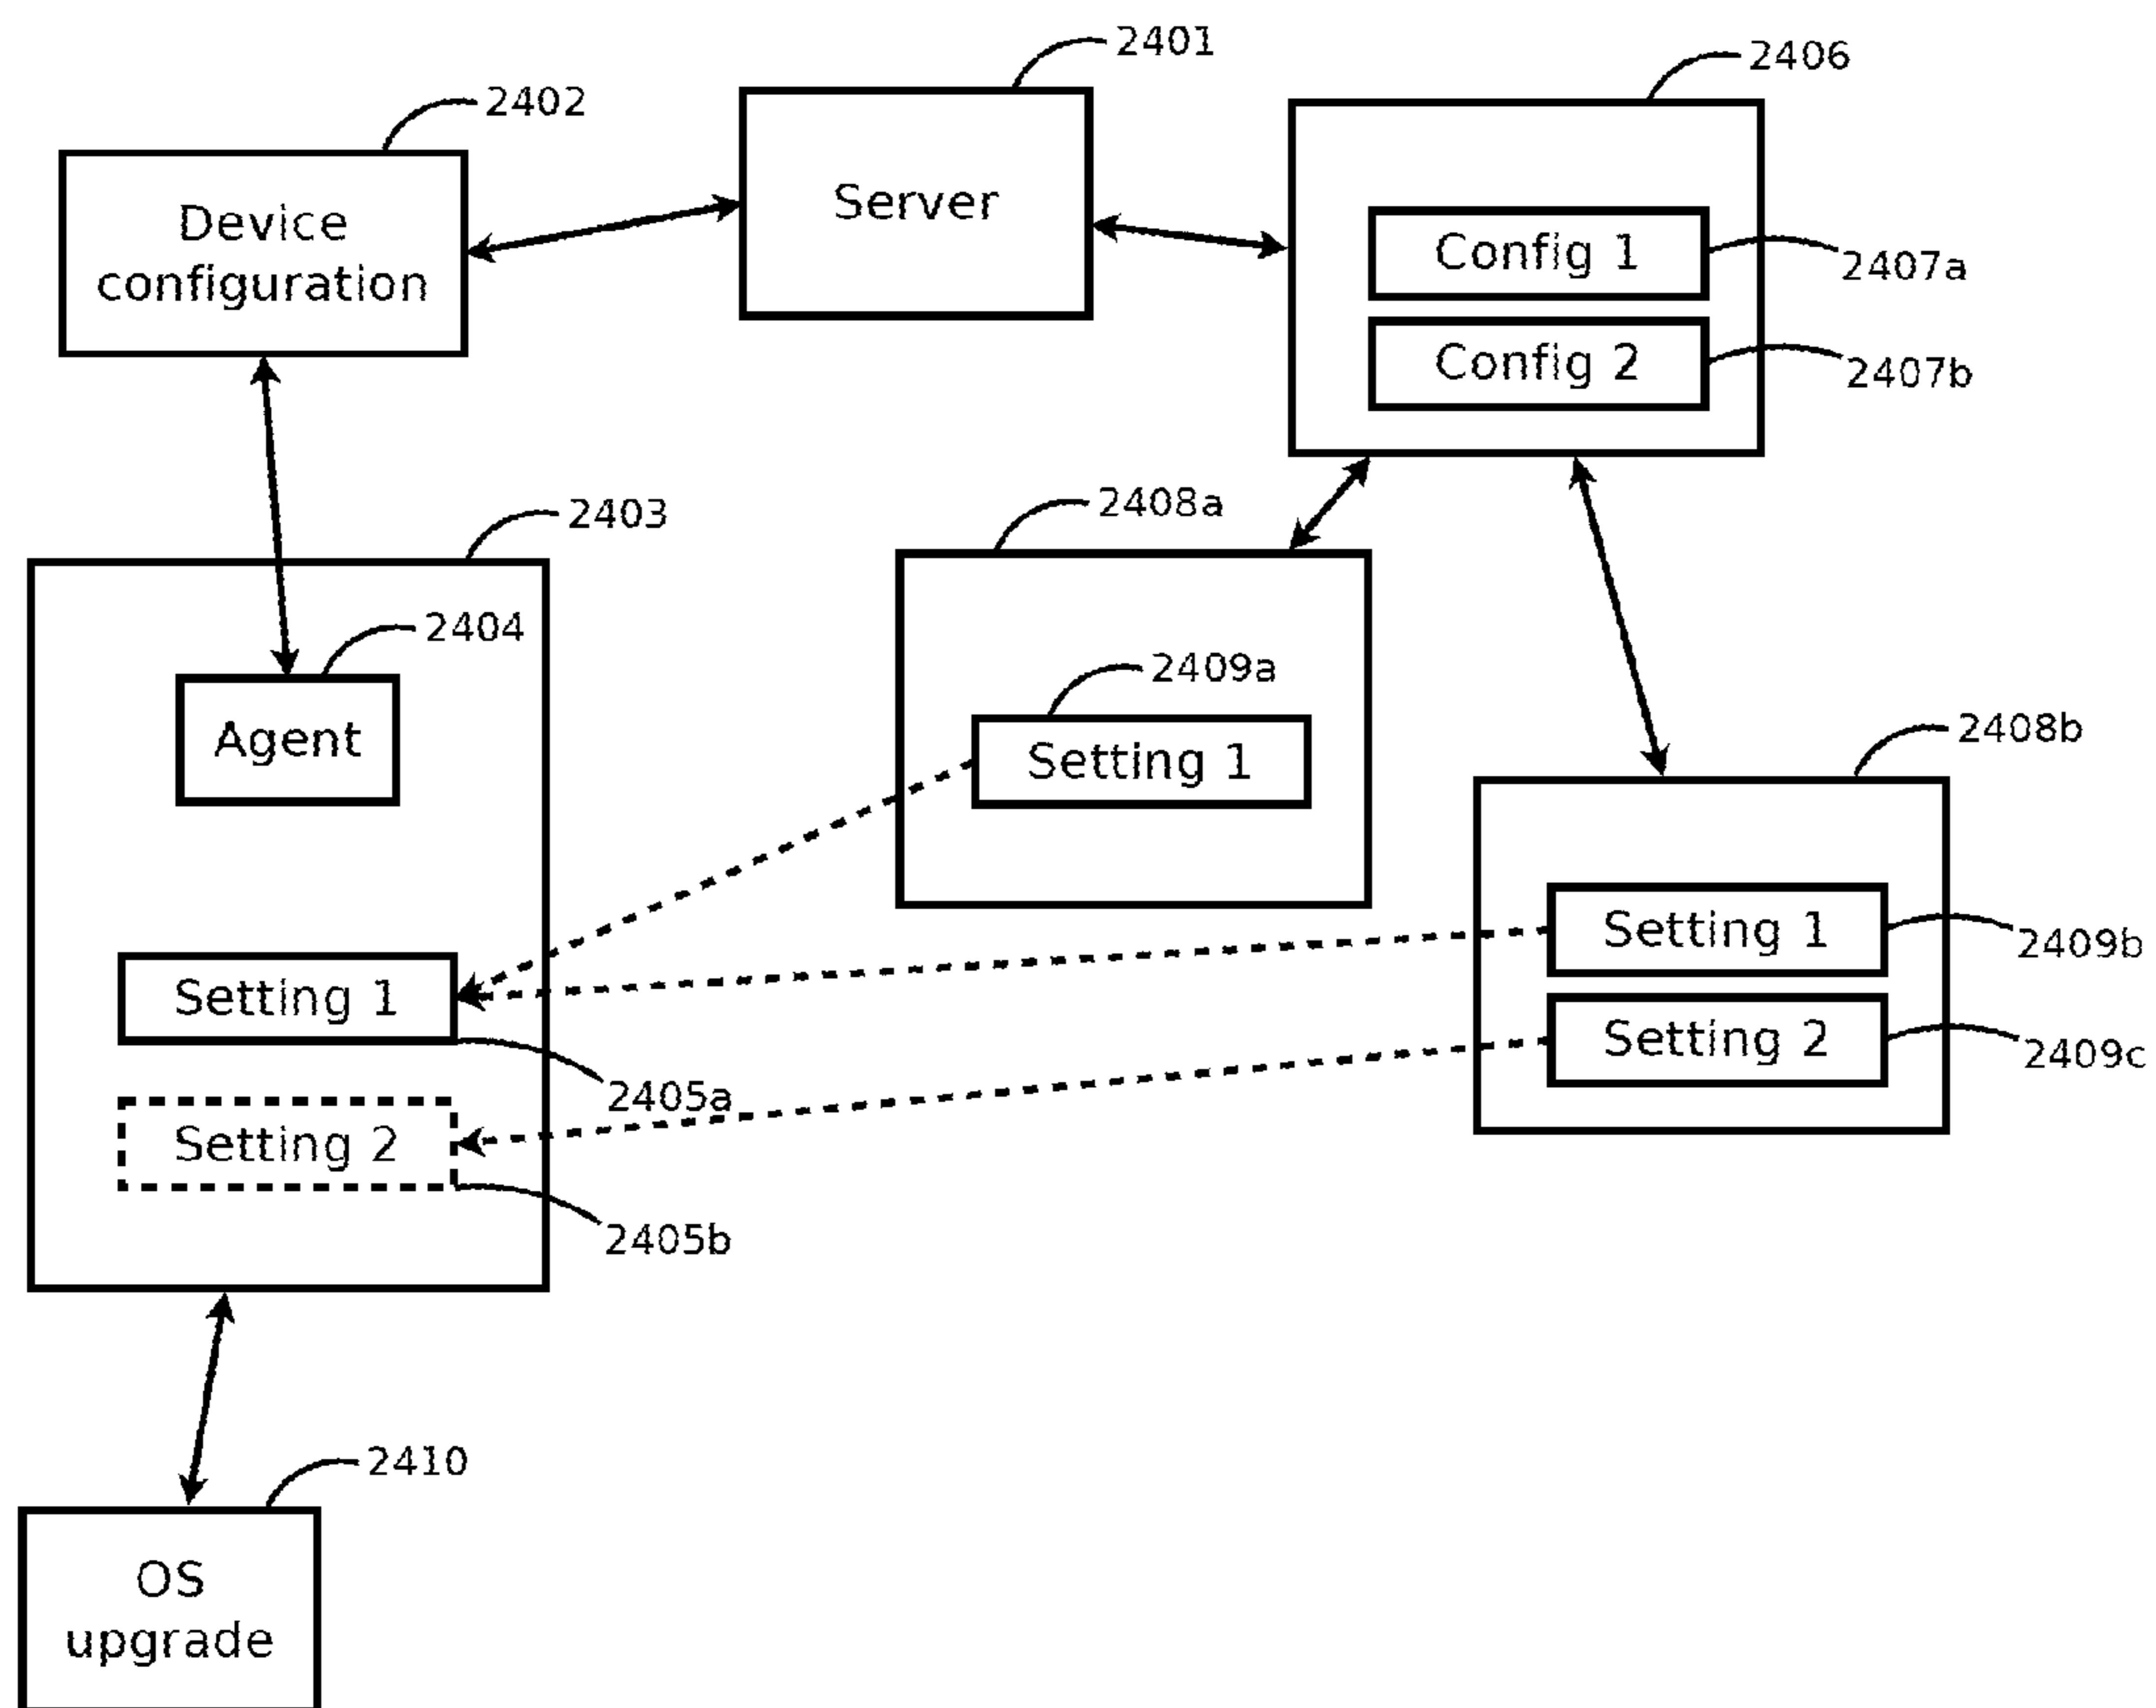 2401
2406
2402
Server
Device
configuration
Config 1
2407a
Config 2
2407b
2403
2408a
2404
2409a
Agent
Setting 1
2408b
Setting 1
2409b
Setting 1
2405a
Setting 2
2409c
Setting 2
2405b
2410
OS
upgrade